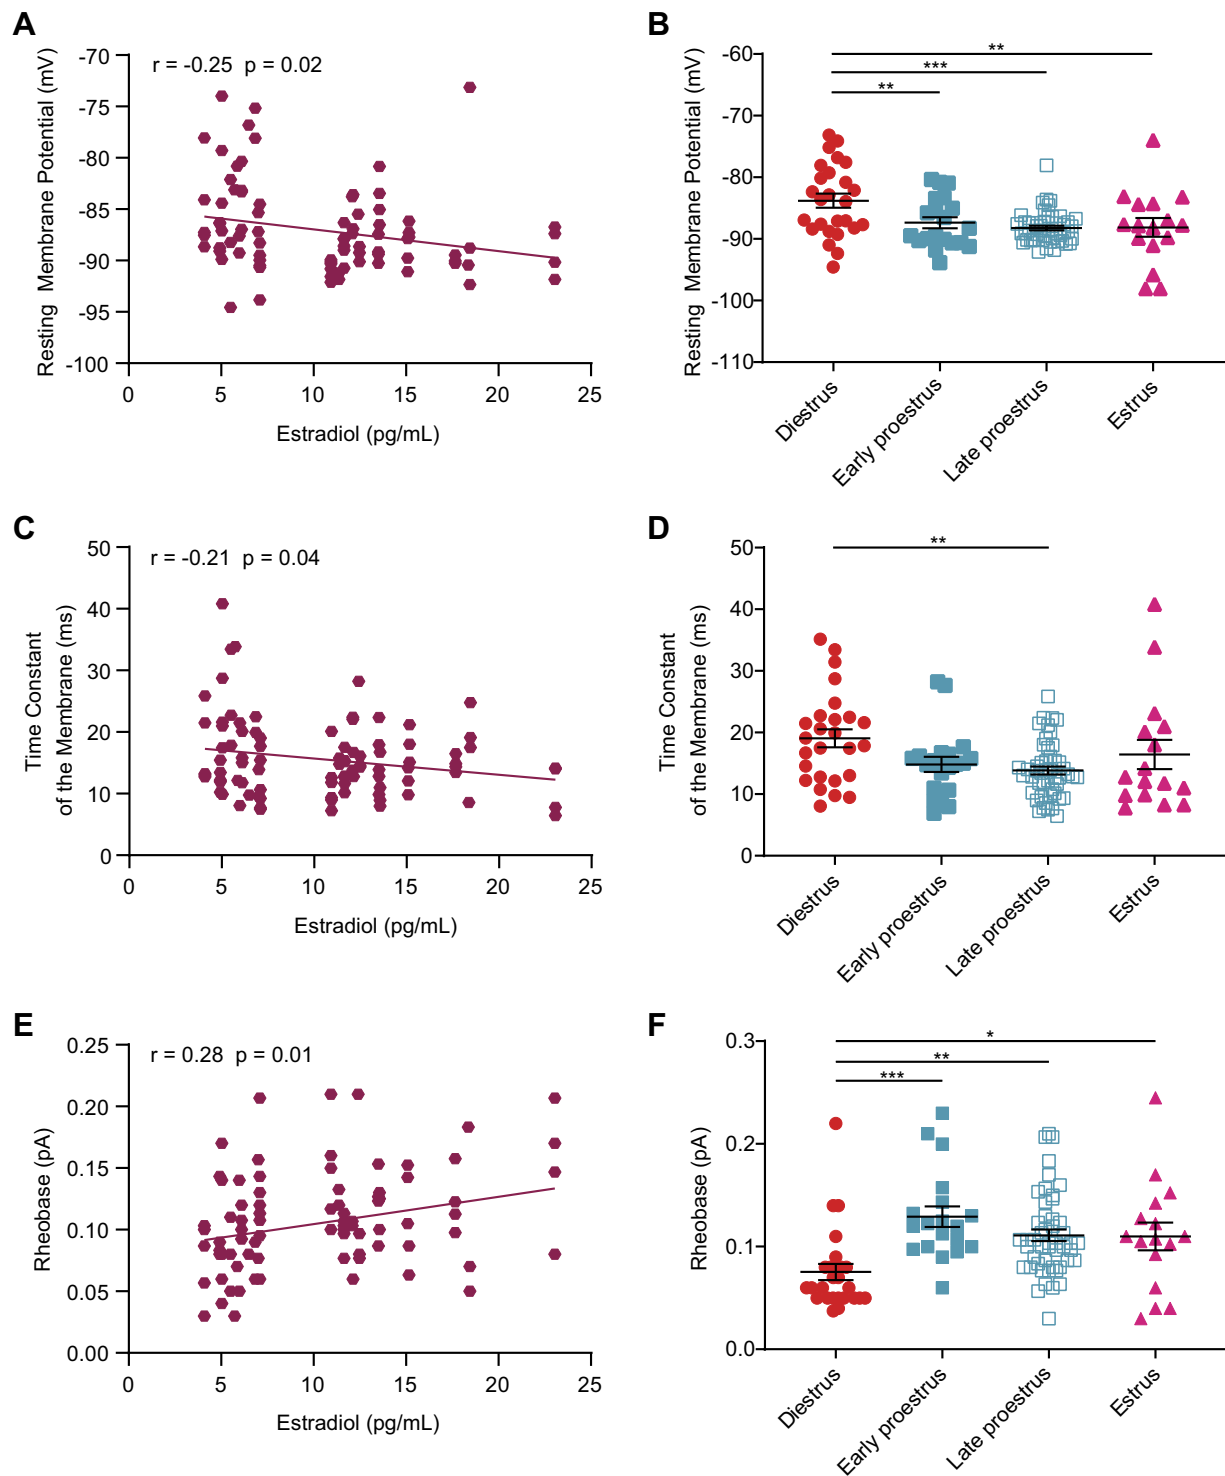 A
r = -0.25 p = 0.02
Resting Membrane Potential (mV)
-70
-75
-80
-85
-90
-95
-100
0 5 10 15 20 25
Estradiol (pg/mL)
B
Resting Membrane Potential (mV)
-60
-70
-80
-90
-100
-110
**
***
**
Diestrus
Early proestrus
Late proestrus
Estrus
C
r = -0.21 p = 0.04
Time Constant
of the Membrane (ms)
50
40
30
20
10
0
0 5 10 15 20 25
Estradiol (pg/mL)
D
Time Constant
of the Membrane (ms)
50
40
30
20
10
0
**
Diestrus
Early proestrus
Late proestrus
Estrus
E
r = 0.28 p = 0.01
Rheobase (pA)
0.25
0.20
0.15
0.10
0.05
0.00
0 5 10 15 20 25
Estradiol (pg/mL)
F
Rheobase (pA)
0.3
0.2
0.1
0.0
*
**
***
Diestrus
Early proestrus
Late proestrus
Estrus